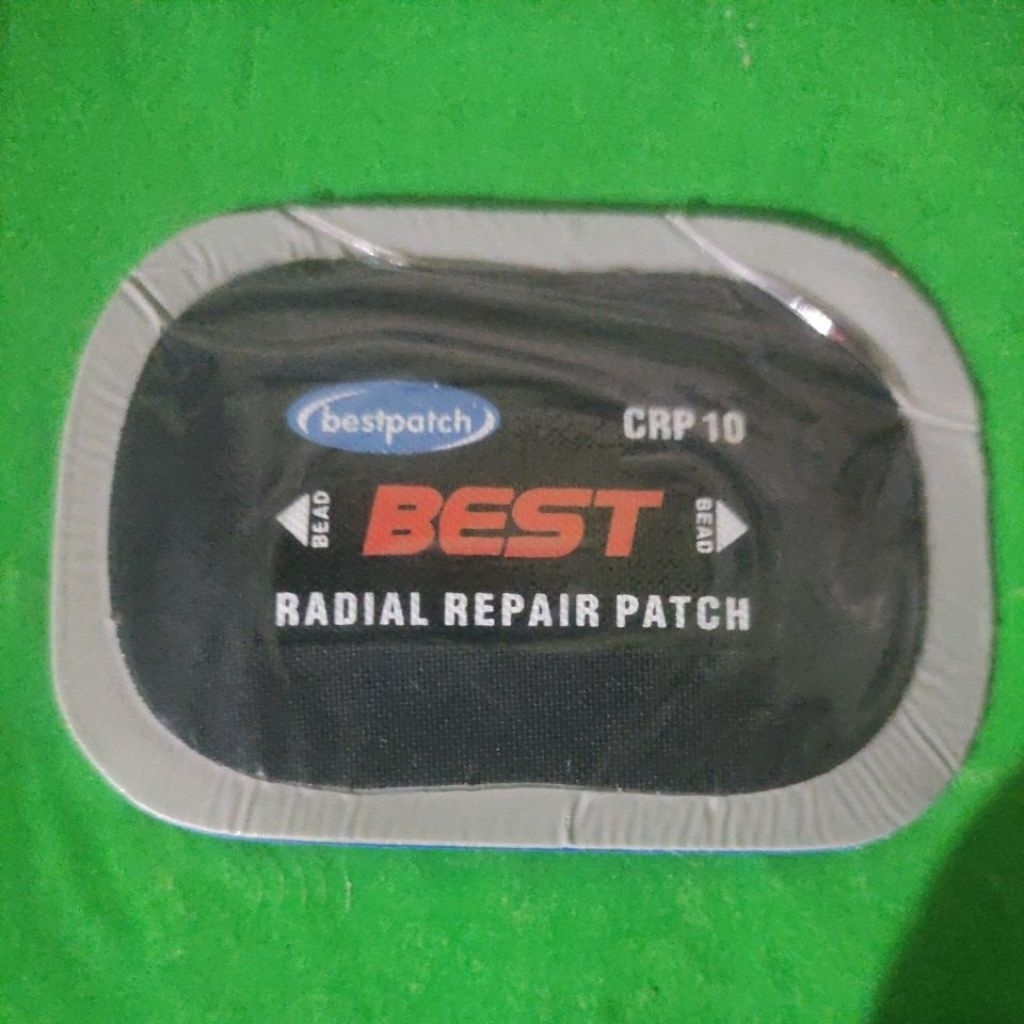 bestpatch
CRP 10
BEAD
BEST
BEAD
RADIAL REPAIR PATCH